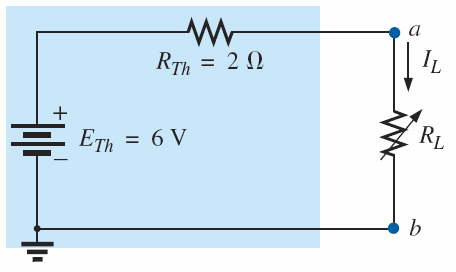 a
R_Th = 2 Ω
I_L
+
E_Th = 6 V
–
R_L
b